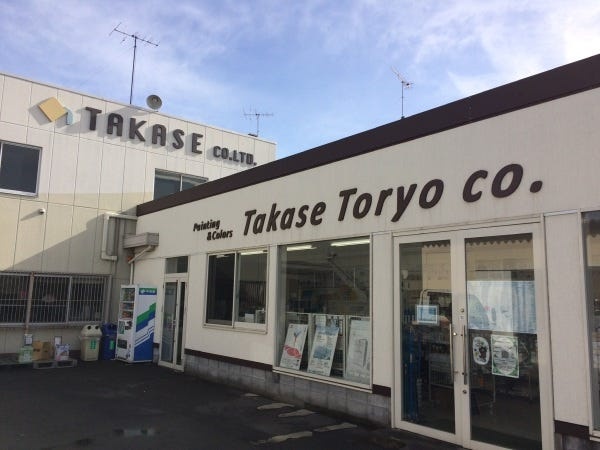 TAKASE CO.LTD.
Painting
&Colors
Takase Toryo co.